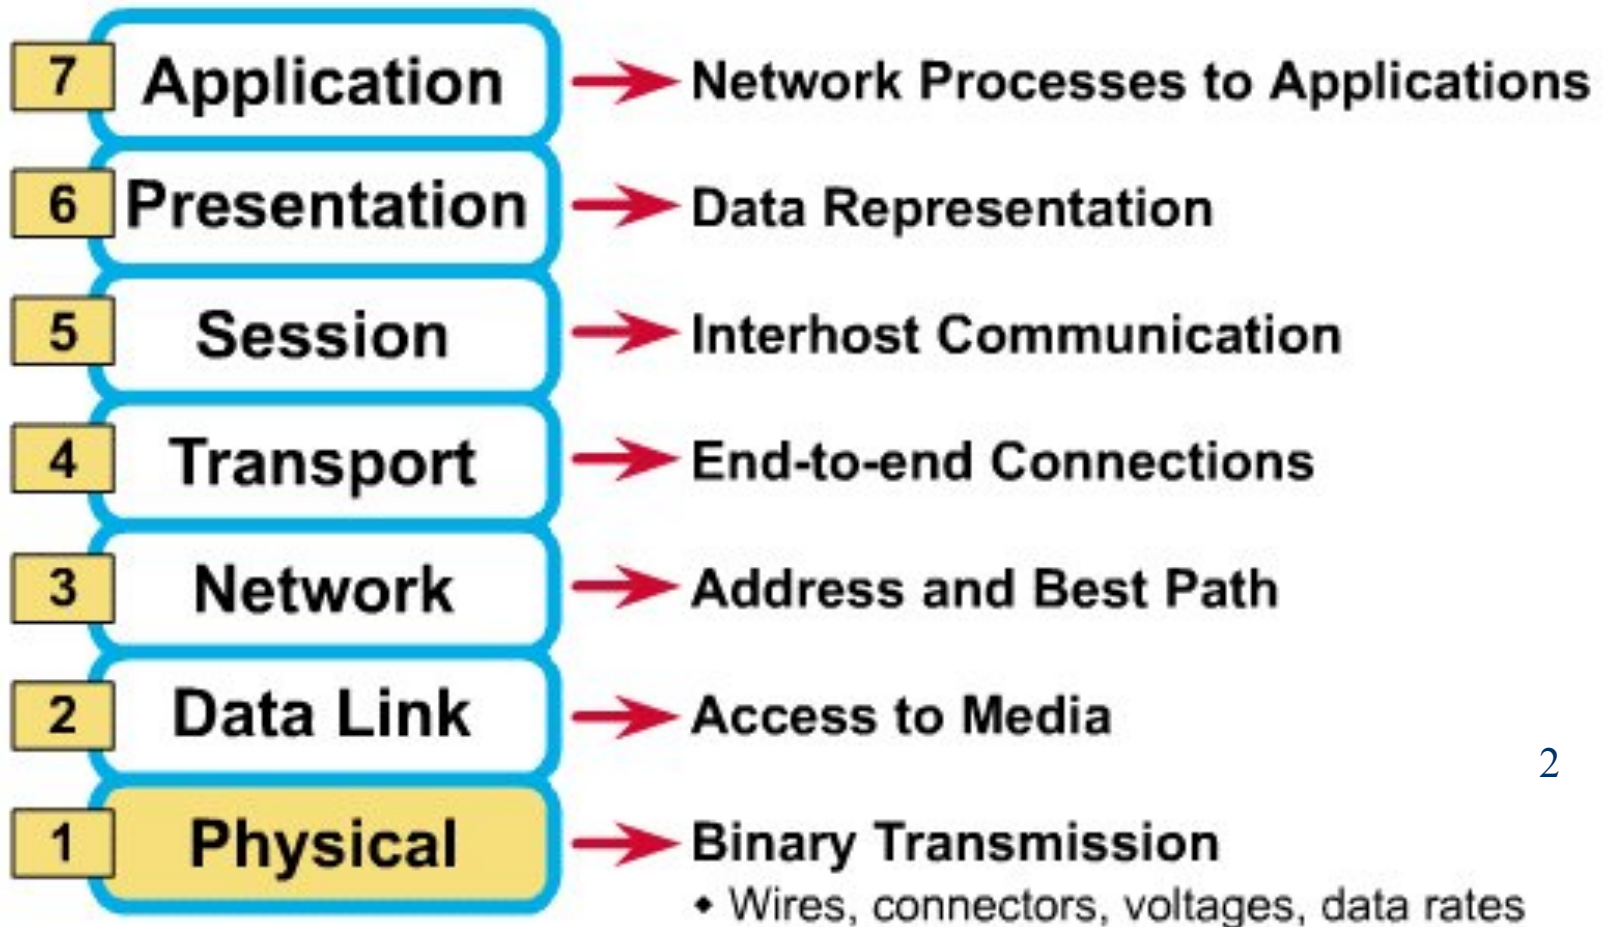 7 Application Network Processes to Applications
6 Presentation Data Representation
5 Session Interhost Communication
4 Transport End-to-end Connections
3 Network Address and Best Path
2 Data Link Access to Media
2
1 Physical Binary Transmission
◆ Wires, connectors, voltages, data rates